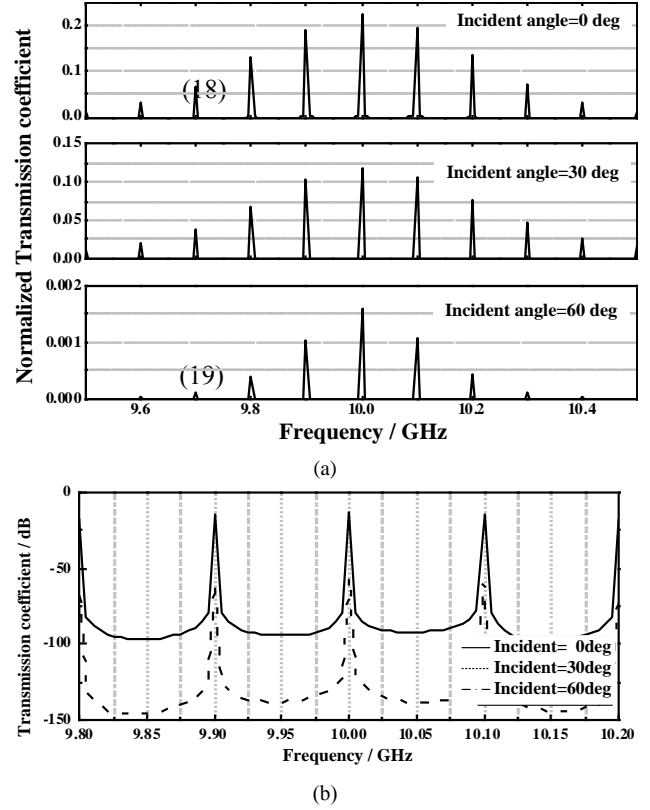 Normalized Transmission coefficient
0.2
0.1
0.0
Incident angle=0 deg
(18)
0.15
0.10
0.05
0.00
Incident angle=30 deg
0.002
0.001
0.000
Incident angle=60 deg
(19)
9.6 9.8 10.0 10.2 10.4
Frequency / GHz
(a)
Transmission coefficient / dB
0
-50
-100
-150
Incident= 0deg
Incident=30deg
Incident=60deg
9.80 9.85 9.90 9.95 10.00 10.05 10.10 10.15 10.20
Frequency / GHz
(b)